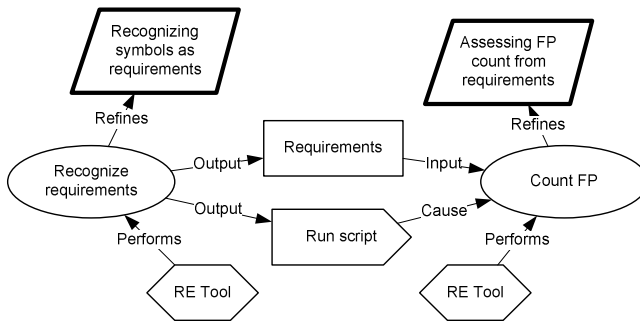 Recognizing
symbols as
requirements
Assessing FP
count from
requirements
Refines
Refines
Recognize
requirements
Output
Requirements
Input
Count FP
Output
Run script
Cause
Performs
Performs
RE Tool
RE Tool